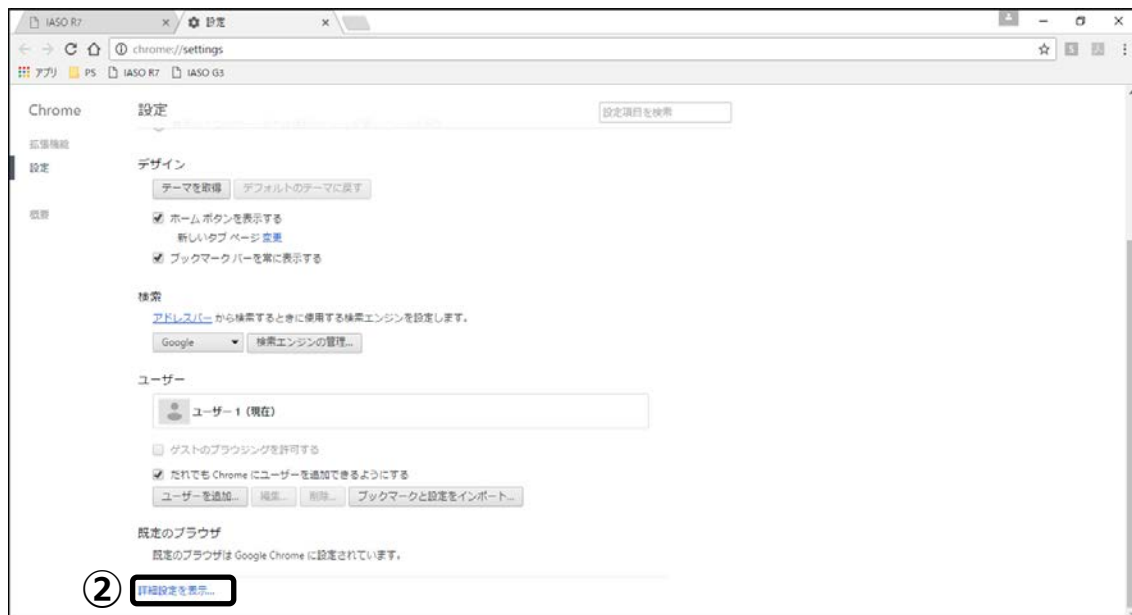 IASO R7
設定
chrome://settings
アプリ
PS
IASO R7
IASO G3
Chrome
設定
設定項目を検索
拡張機能
設定
概要
デザイン
テーマを取得
デフォルトのテーマに戻す
ホーム ボタンを表示する
新しいタブ ページ 変更
ブックマーク バーを常に表示する
検索
アドレスバー から検索するときに使用する検索エンジンを設定します。
Google
検索エンジンの管理...
ユーザー
ユーザー 1 (現在)
ゲストのブラウジングを許可する
だれでも Chrome にユーザーを追加できるようにする
ユーザーを追加...
編集...
削除...
ブックマークと設定をインポート...
既定のブラウザ
既定のブラウザは Google Chrome に設定されています。
② 詳細設定を表示...